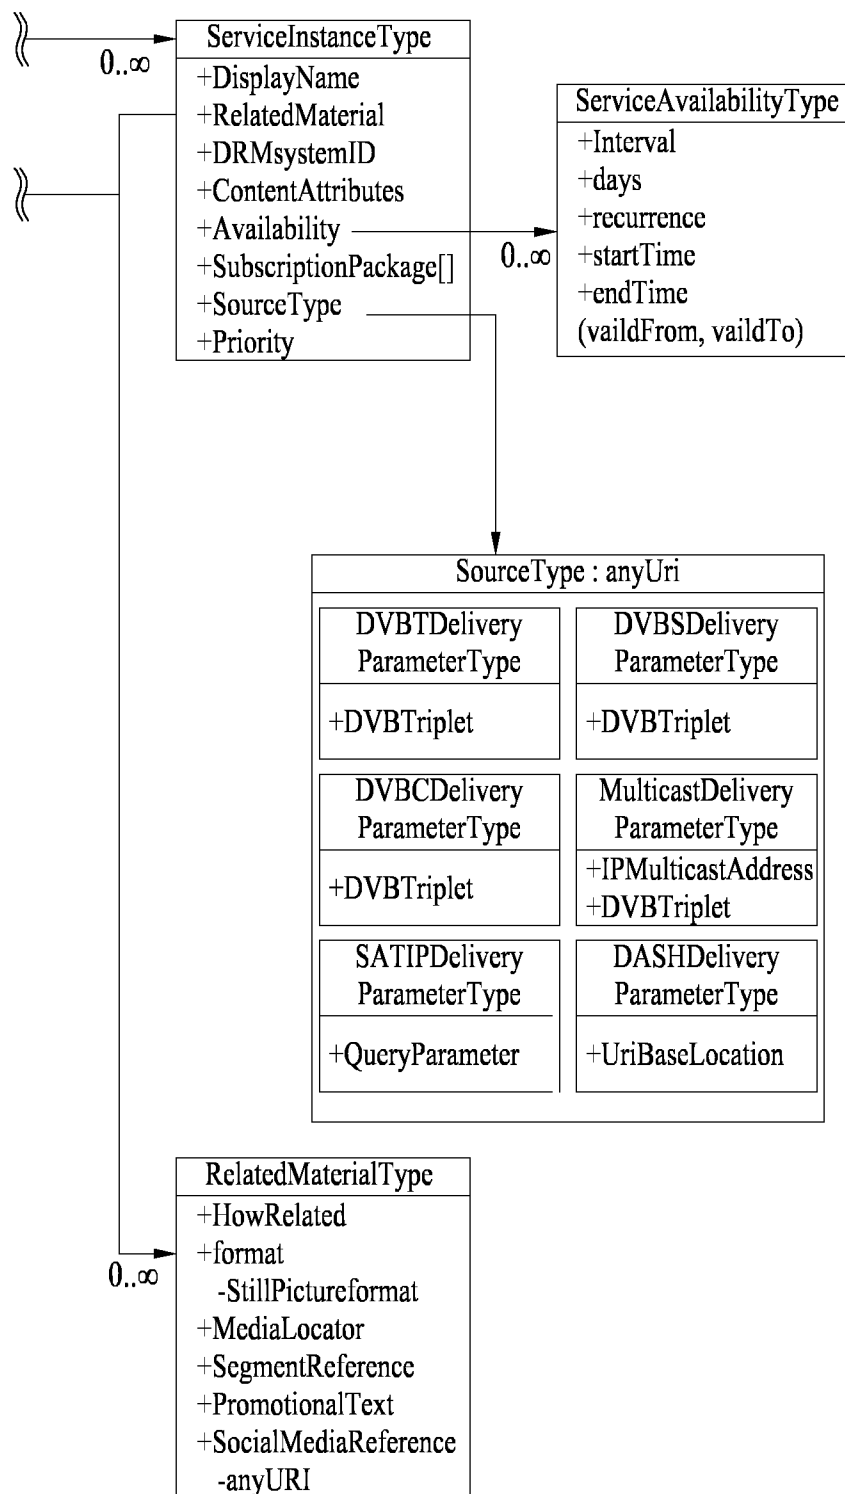 ServiceInstanceType
0..∞
+DisplayName
+RelatedMaterial
+DRMsystemID
+ContentAttributes
+Availability
+SubscriptionPackage[]
+SourceType
+Priority
ServiceAvailabilityType
+Interval
+days
+recurrence
+startTime
+endTime
(vaildFrom, vaildTo)
0..∞
SourceType : anyUri
DVBTDelivery
ParameterType
+DVBTriplet
DVBSDelivery
ParameterType
+DVBTriplet
DVBCDelivery
ParameterType
+DVBTriplet
MulticastDelivery
ParameterType
+IPMulticastAddress
+DVBTriplet
SATIPDelivery
ParameterType
+QueryParameter
DASHDelivery
ParameterType
+UriBaseLocation
RelatedMaterialType
+HowRelated
+format
-StillPictureformat
0..∞
+MediaLocator
+SegmentReference
+PromotionalText
+SocialMediaReference
-anyURI